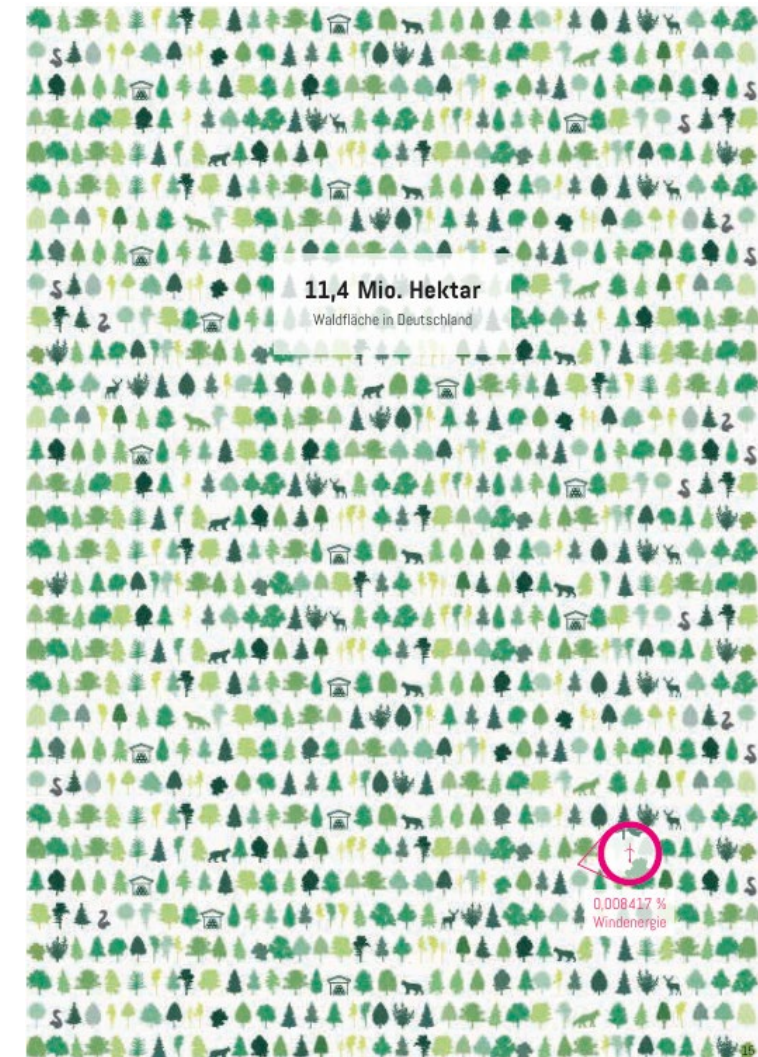 11,4 Mio. Hektar
Waldfläche in Deutschland
0,008417 %
Windenergie
15